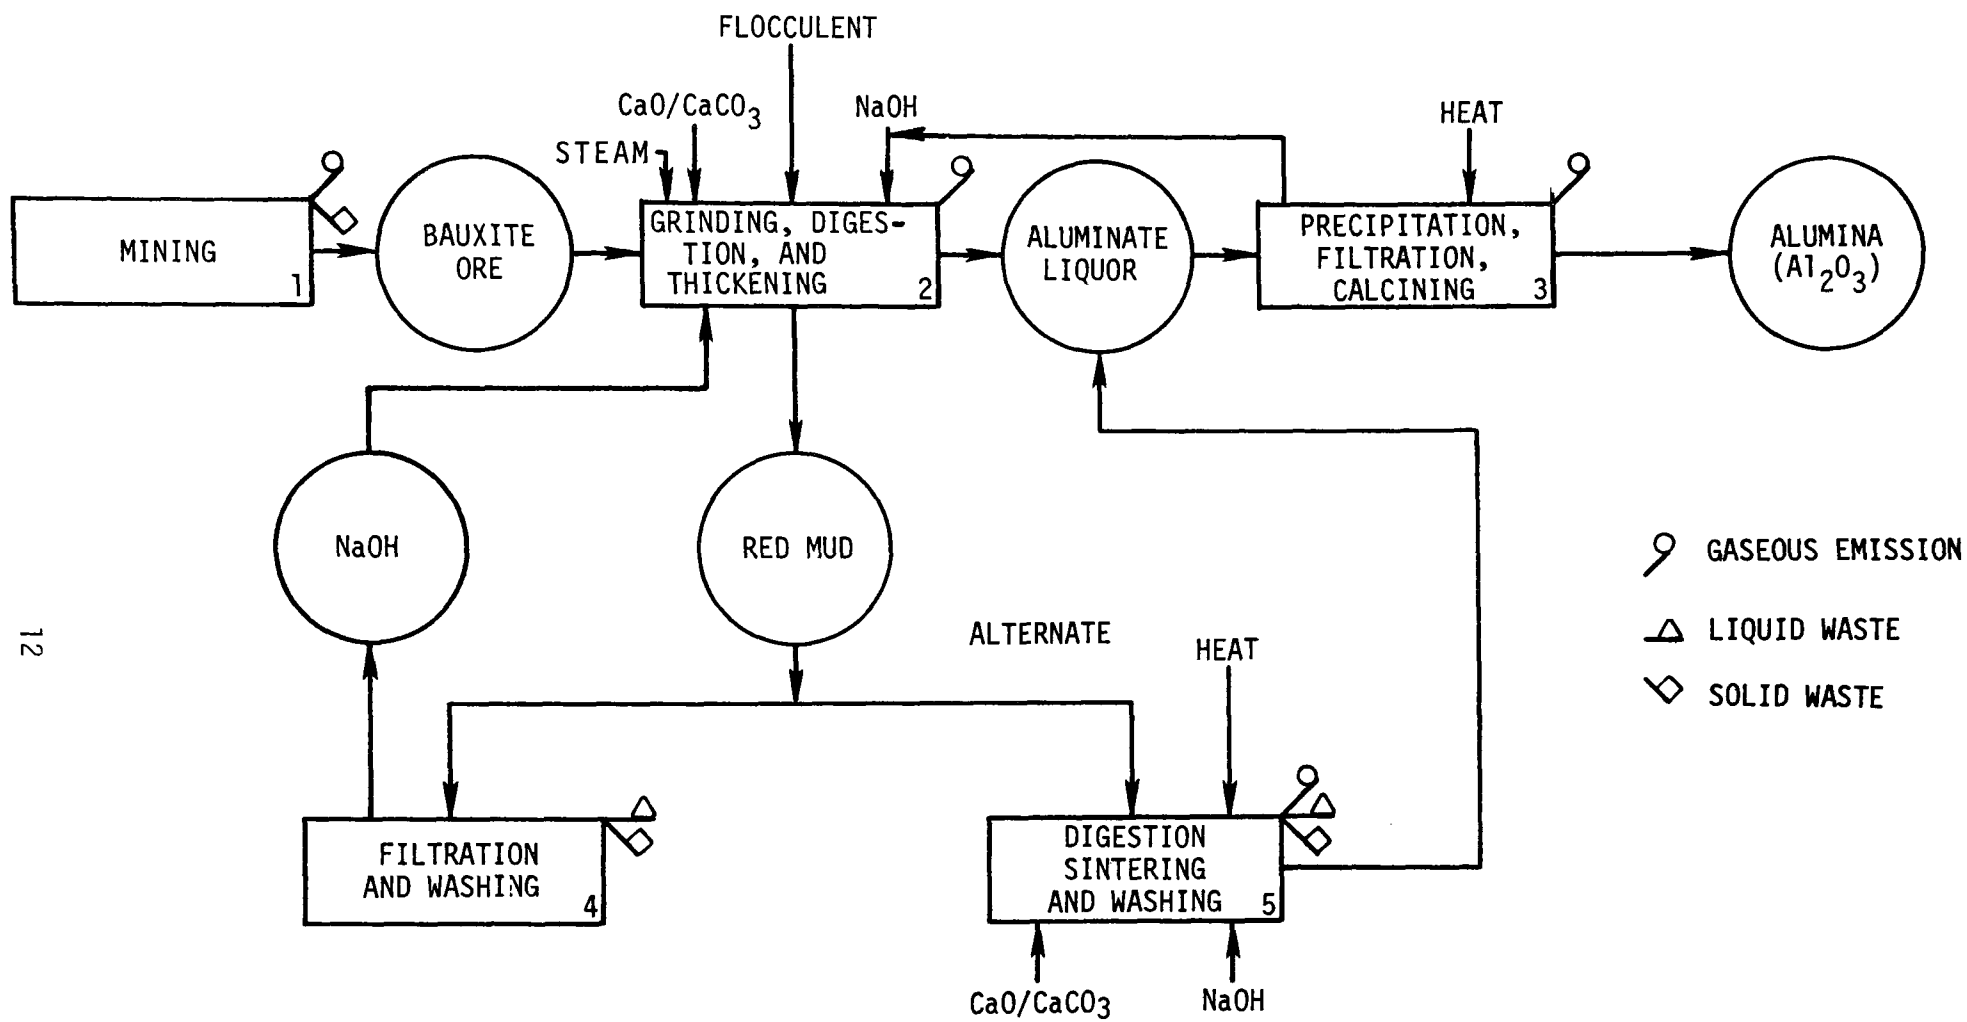 FLOCCULENT
CaO/CaCO3
NaOH
HEAT
STEAM
MINING
1
BAUXITE
ORE
GRINDING, DIGES-
TION, AND
THICKENING
2
ALUMINATE
LIQUOR
PRECIPITATION,
FILTRATION,
CALCINING
3
ALUMINA
(Al2O3)
NaOH
RED MUD
GASEOUS EMISSION
LIQUID WASTE
SOLID WASTE
12
ALTERNATE
HEAT
FILTRATION
AND WASHING
4
DIGESTION
SINTERING
AND WASHING
5
CaO/CaCO3
NaOH